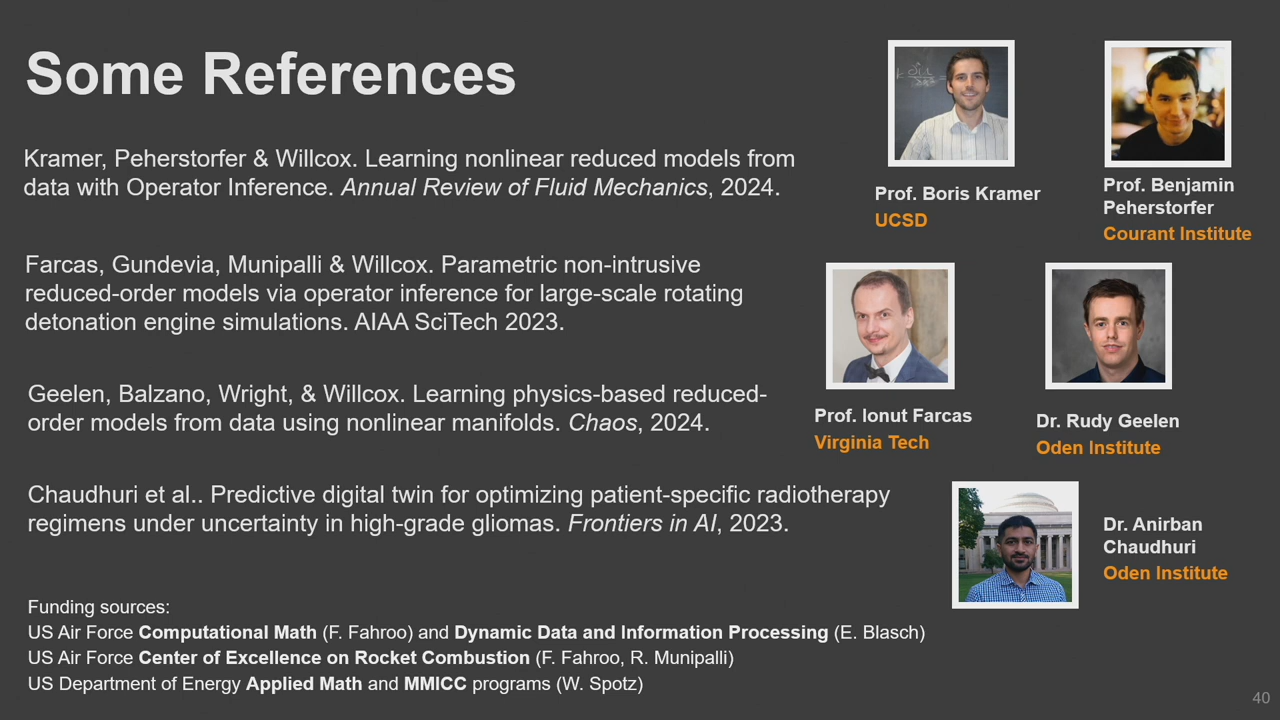 Some References
Kramer, Peherstorfer & Willcox. Learning nonlinear reduced models from
data with Operator Inference. Annual Review of Fluid Mechanics, 2024.
Farcas, Gundevia, Munipalli & Willcox. Parametric non-intrusive
reduced-order models via operator inference for large-scale rotating
detonation engine simulations. AIAA SciTech 2023.
Geelen, Balzano, Wright, & Willcox. Learning physics-based reduced-
order models from data using nonlinear manifolds. Chaos, 2024.
Chaudhuri et al.. Predictive digital twin for optimizing patient-specific radiotherapy
regimens under uncertainty in high-grade gliomas. Frontiers in AI, 2023.
Funding sources:
US Air Force Computational Math (F. Fahroo) and Dynamic Data and Information Processing (E. Blasch)
US Air Force Center of Excellence on Rocket Combustion (F. Fahroo, R. Munipalli)
US Department of Energy Applied Math and MMICC programs (W. Spotz)
Prof. Boris Kramer
UCSD
Prof. Benjamin
Peherstorfer
Courant Institute
Prof. Ionut Farcas
Virginia Tech
Dr. Rudy Geelen
Oden Institute
Dr. Anirban
Chaudhuri
Oden Institute
40